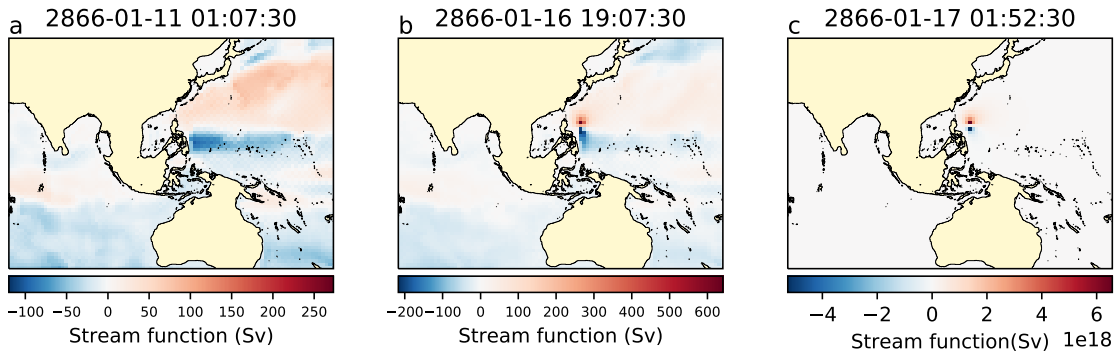 a 2866-01-11 01:07:30
b 2866-01-16 19:07:30
c 2866-01-17 01:52:30
−100 −50 0 50 100 150 200 250
Stream function (Sv)
−200 −100 0 100 200 300 400 500 600
Stream function (Sv)
−4 −2 0 2 4 6
Stream function(Sv) 1e18